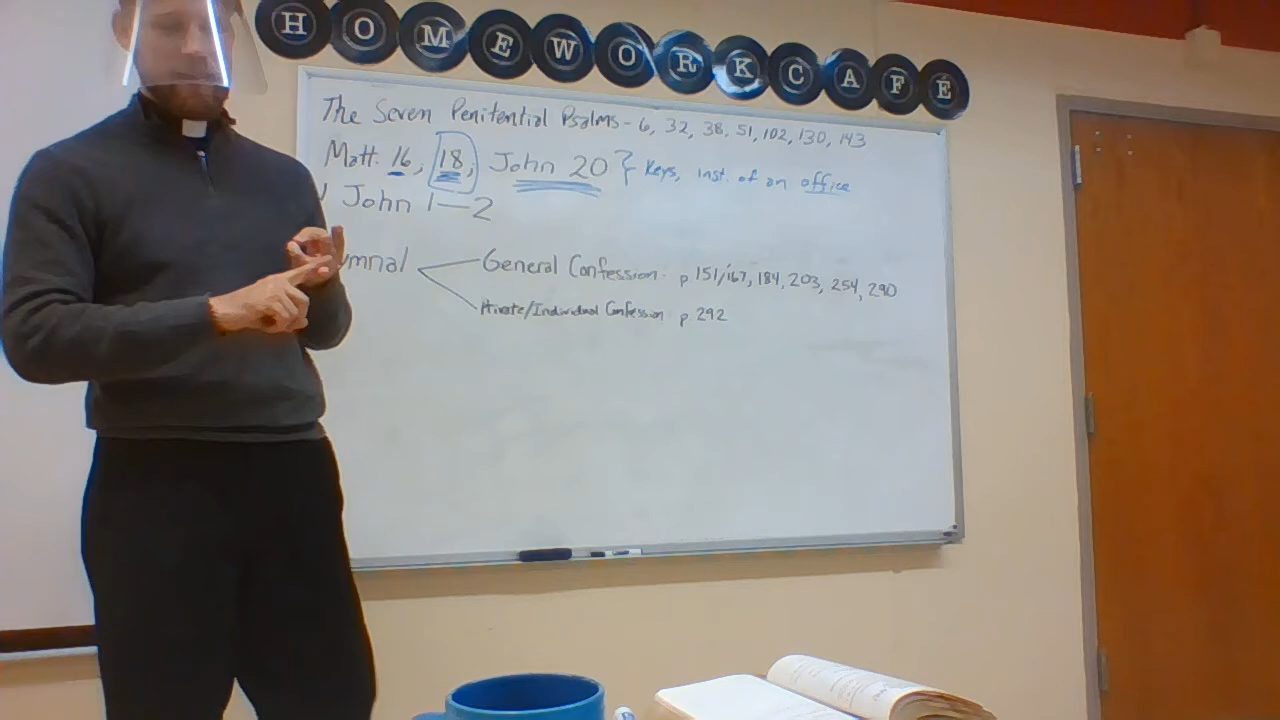 HOMEWORK CAFÉ
The Seven Penitential Psalms - 6, 32, 38, 51, 102, 130, 143
Matt. 16, 18, John 20 } Keys, inst. of an office
1 John 1-2
ymnal
General Confession: p 151/167, 184, 203, 254, 290
Private/Individual Confession p 292